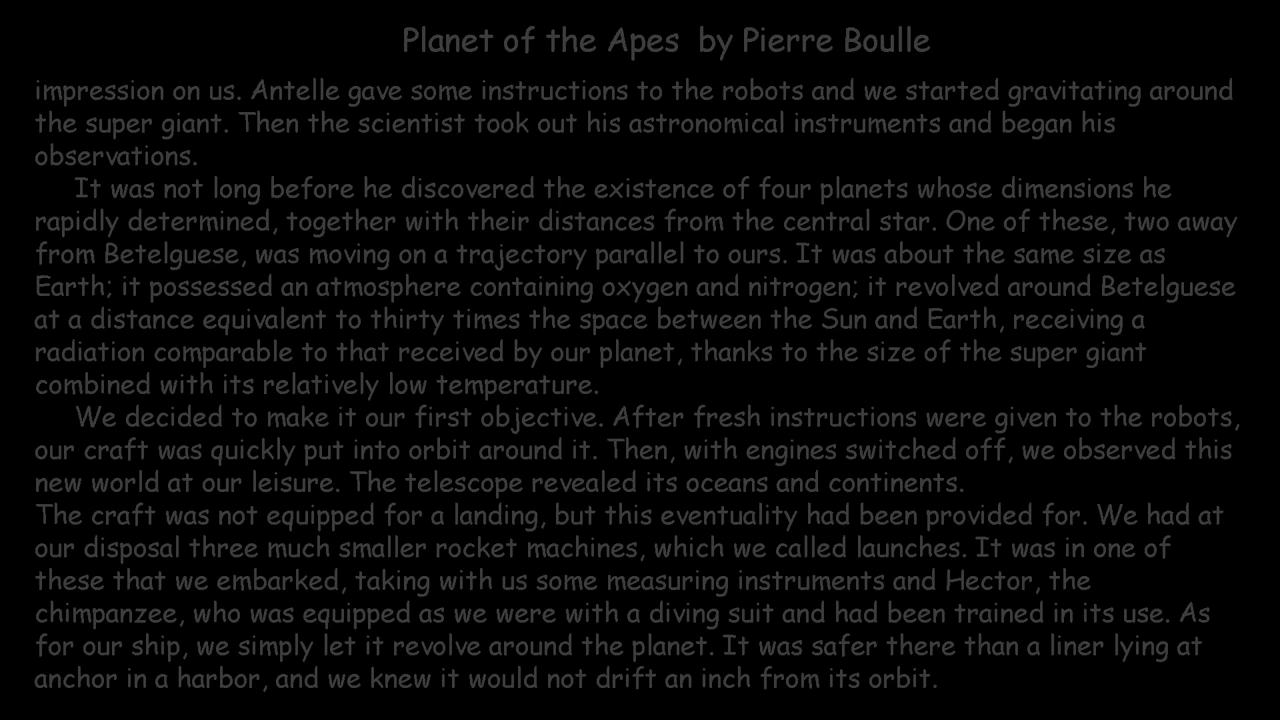 Planet of the Apes by Pierre Boulle
impression on us. Antelle gave some instructions to the robots and we started gravitating around
the super giant. Then the scientist took out his astronomical instruments and began his
observations.
It was not long before he discovered the existence of four planets whose dimensions he
rapidly determined, together with their distances from the central star. One of these, two away
from Betelguese, was moving on a trajectory parallel to ours. It was about the same size as
Earth; it possessed an atmosphere containing oxygen and nitrogen; it revolved around Betelguese
at a distance equivalent to thirty times the space between the Sun and Earth, receiving a
radiation comparable to that received by our planet, thanks to the size of the super giant
combined with its relatively low temperature.
We decided to make it our first objective. After fresh instructions were given to the robots,
our craft was quickly put into orbit around it. Then, with engines switched off, we observed this
new world at our leisure. The telescope revealed its oceans and continents.
The craft was not equipped for a landing, but this eventuality had been provided for. We had at
our disposal three much smaller rocket machines, which we called launches. It was in one of
these that we embarked, taking with us some measuring instruments and Hector, the
chimpanzee, who was equipped as we were with a diving suit and had been trained in its use. As
for our ship, we simply let it revolve around the planet. It was safer there than a liner lying at
anchor in a harbor, and we knew it would not drift an inch from its orbit.